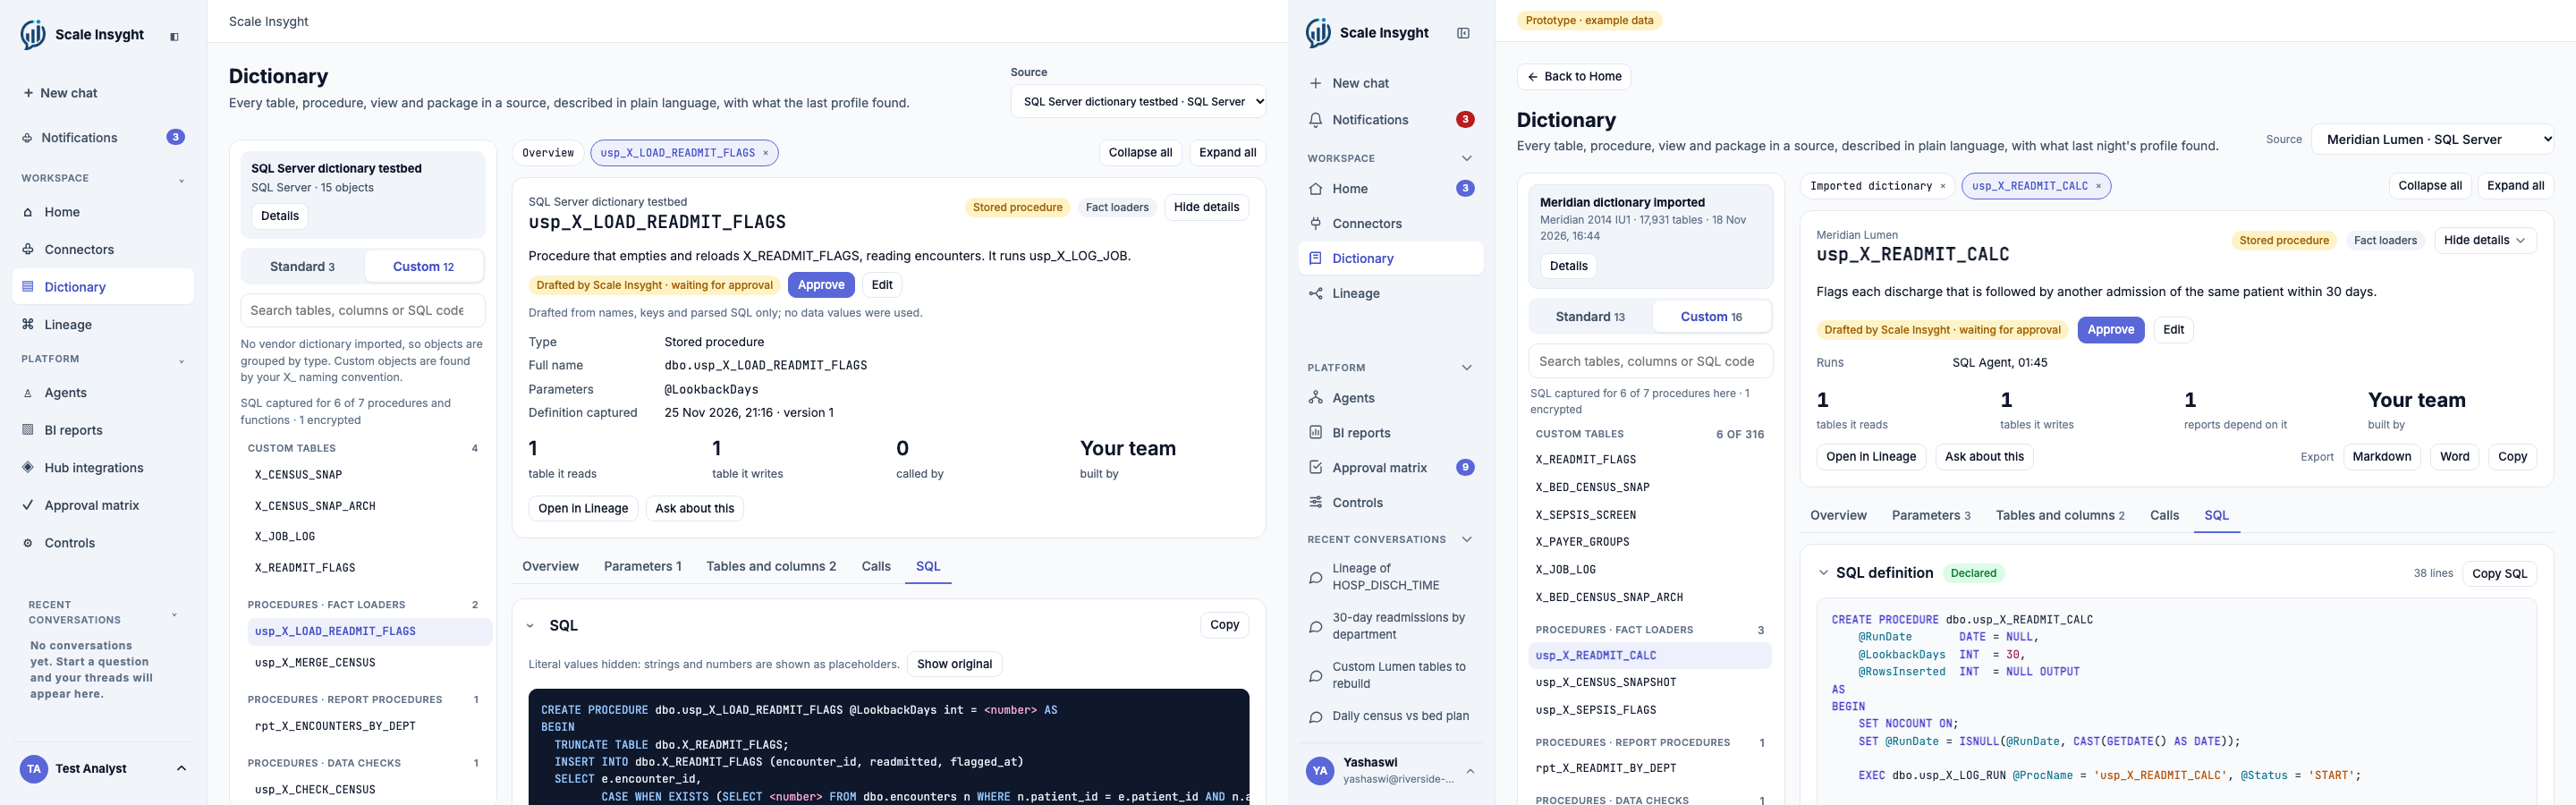 Scale Insyght
+ New chat
Notifications 3
WORKSPACE
Home
Connectors
Dictionary
Lineage
PLATFORM
Agents
BI reports
Hub integrations
Approval matrix
Controls
RECENT
CONVERSATIONS
No conversations
yet. Start a question
and your threads will
appear here.
TA Test Analyst
Scale Insyght
Dictionary
Every table, procedure, view and package in a source, described in plain language, with what the last profile found.
Source
SQL Server dictionary testbed · SQL Server
SQL Server dictionary testbed
SQL Server · 15 objects
Details
Standard 3
Custom 12
Search tables, columns or SQL code
No vendor dictionary imported, so objects are
grouped by type. Custom objects are found
by your X_ naming convention.
SQL captured for 6 of 7 procedures and
functions · 1 encrypted
CUSTOM TABLES 4
X_CENSUS_SNAP
X_CENSUS_SNAP_ARCH
X_JOB_LOG
X_READMIT_FLAGS
PROCEDURES · FACT LOADERS 2
usp_X_LOAD_READMIT_FLAGS
usp_X_MERGE_CENSUS
PROCEDURES · REPORT PROCEDURES 1
rpt_X_ENCOUNTERS_BY_DEPT
PROCEDURES · DATA CHECKS 1
usp_X_CHECK_CENSUS
Overview
usp_X_LOAD_READMIT_FLAGS ×
Collapse all
Expand all
SQL Server dictionary testbed
usp_X_LOAD_READMIT_FLAGS
Stored procedure
Fact loaders
Hide details
Procedure that empties and reloads X_READMIT_FLAGS, reading encounters. It runs usp_X_LOG_JOB.
Drafted by Scale Insyght · waiting for approval
Approve
Edit
Drafted from names, keys and parsed SQL only; no data values were used.
Type Stored procedure
Full name dbo.usp_X_LOAD_READMIT_FLAGS
Parameters @LookbackDays
Definition captured 25 Nov 2026, 21:16 · version 1
1 1 0 Your team
table it reads table it writes called by built by
Open in Lineage
Ask about this
Overview Parameters 1 Tables and columns 2 Calls SQL
SQL
Copy
Literal values hidden: strings and numbers are shown as placeholders.
Show original
CREATE PROCEDURE dbo.usp_X_LOAD_READMIT_FLAGS @LookbackDays int = <number> AS
BEGIN
TRUNCATE TABLE dbo.X_READMIT_FLAGS;
INSERT INTO dbo.X_READMIT_FLAGS (encounter_id, readmitted, flagged_at)
SELECT e.encounter_id,
CASE WHEN EXISTS (SELECT <number> FROM dbo.encounters n WHERE n.patient_id = e.patient_id AND n.a
Scale Insyght
+ New chat
Notifications 3
WORKSPACE
Home 3
Connectors
Dictionary
Lineage
PLATFORM
Agents
BI reports
Approval matrix 9
Controls
RECENT CONVERSATIONS
Lineage of
HOSP_DISCH_TIME
30-day readmissions by
department
Custom Lumen tables to
rebuild
Daily census vs bed plan
YA Yashaswi
yashaswi@riverside-...
Prototype · example data
← Back to Home
Dictionary
Every table, procedure, view and package in a source, described in plain language, with what last night's profile found.
Source
Meridian Lumen · SQL Server
Meridian dictionary imported
Meridian 2014 IU1 · 17,931 tables · 18 Nov
2026, 16:44
Details
Standard 13
Custom 16
Search tables, columns or SQL code
SQL captured for 6 of 7 procedures here · 1
encrypted
CUSTOM TABLES 6 OF 316
X_READMIT_FLAGS
X_BED_CENSUS_SNAP
X_SEPSIS_SCREEN
X_PAYER_GROUPS
X_JOB_LOG
X_BED_CENSUS_SNAP_ARCH
PROCEDURES · FACT LOADERS 3
usp_X_READMIT_CALC
usp_X_CENSUS_SNAPSHOT
usp_X_SEPSIS_FLAGS
PROCEDURES · REPORT PROCEDURES 1
rpt_X_READMIT_BY_DEPT
PROCEDURES · DATA CHECKS 1
Imported dictionary ×
usp_X_READMIT_CALC ×
Collapse all
Expand all
Meridian Lumen
usp_X_READMIT_CALC
Stored procedure
Fact loaders
Hide details
Flags each discharge that is followed by another admission of the same patient within 30 days.
Drafted by Scale Insyght · waiting for approval
Approve
Edit
Runs SQL Agent, 01:45
1 1 1 Your team
tables it reads tables it writes reports depend on it built by
Open in Lineage
Ask about this
Export
Markdown
Word
Copy
Overview Parameters 3 Tables and columns 2 Calls SQL
SQL definition Declared
38 lines
Copy SQL
CREATE PROCEDURE dbo.usp_X_READMIT_CALC
@RunDate DATE = NULL,
@LookbackDays INT = 30,
@RowsInserted INT = NULL OUTPUT
AS
BEGIN
SET NOCOUNT ON;
SET @RunDate = ISNULL(@RunDate, CAST(GETDATE() AS DATE));
EXEC dbo.usp_X_LOG_RUN @ProcName = 'usp_X_READMIT_CALC', @Status = 'START';